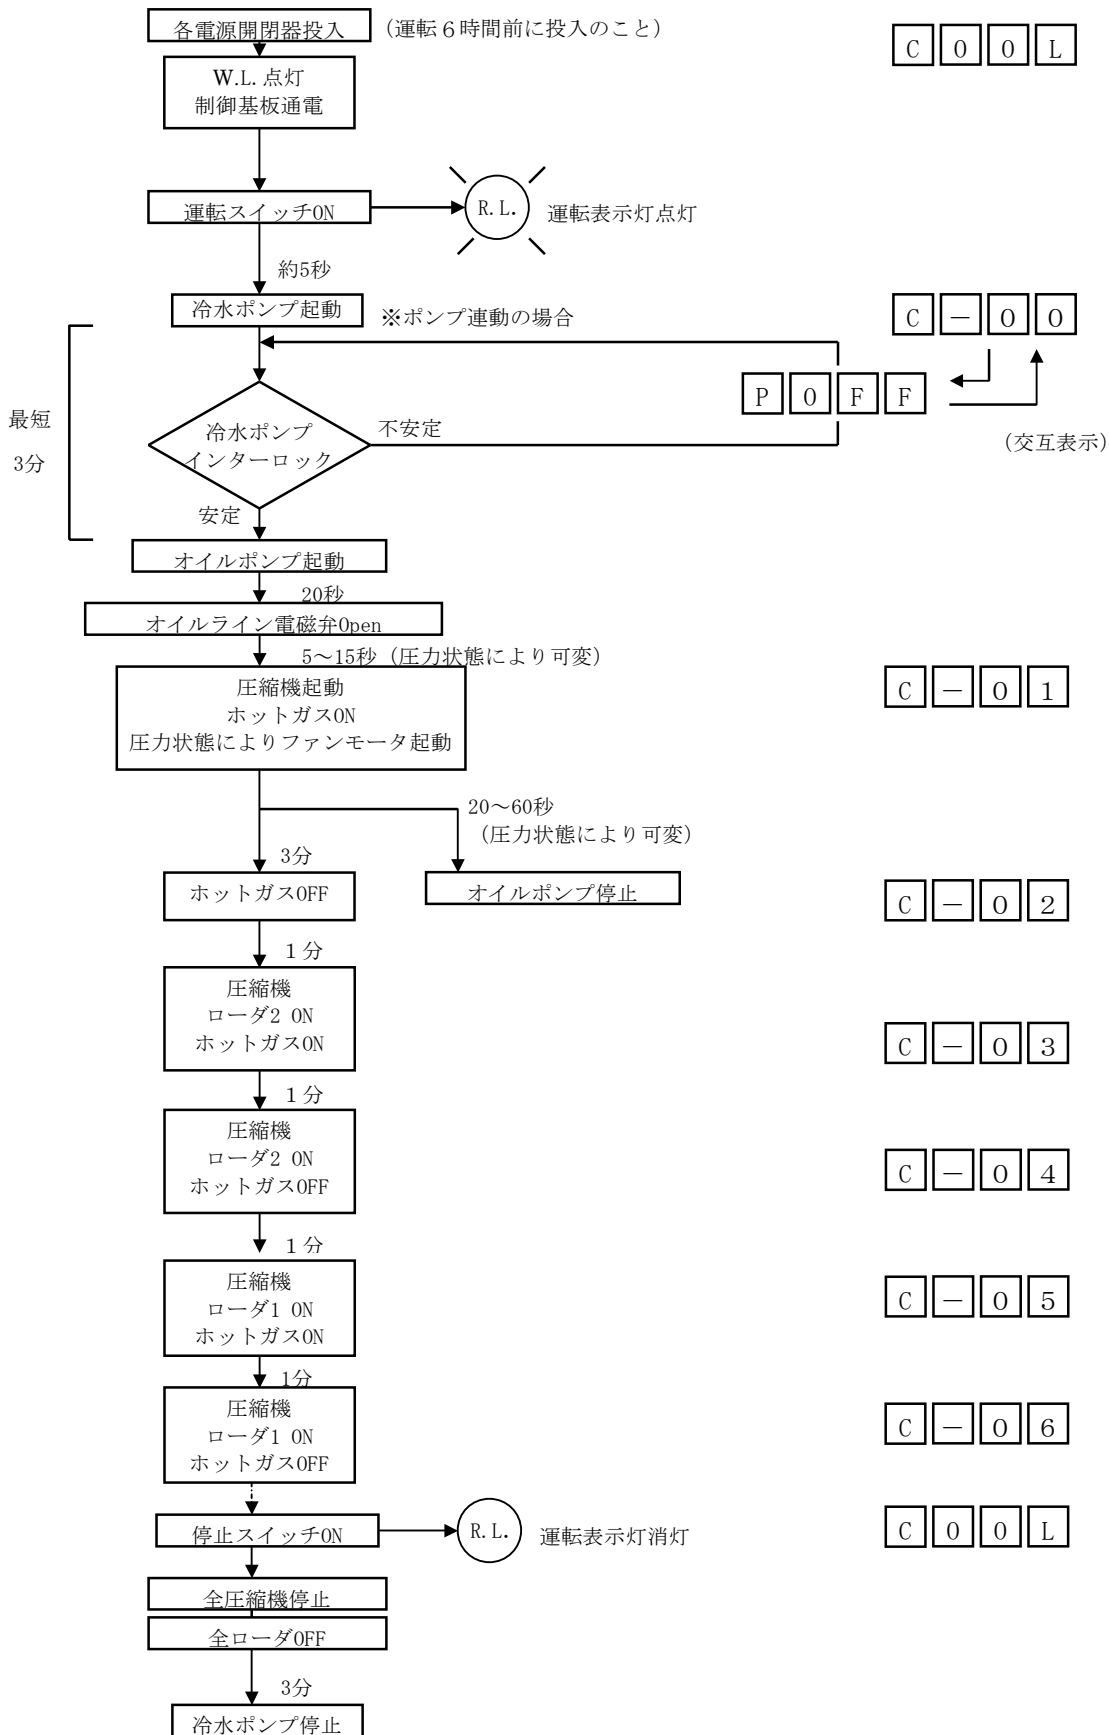 各電源開閉器投入 (運転6時間前に投入のこと)
C 0 0 L
W.L.点灯
制御基板通電
運転スイッチON
R.L.
運転表示灯点灯
約5秒
冷水ポンプ起動
※ポンプ連動の場合
C － 0 0
P 0 F F
(交互表示)
最短
3分
冷水ポンプ
インターロック
不安定
安定
オイルポンプ起動
20秒
オイルライン電磁弁Open
5～15秒(圧力状態により可変)
圧縮機起動
ホットガスON
圧力状態によりファンモータ起動
C － 0 1
20～60秒
(圧力状態により可変)
3分
ホットガスOFF
オイルポンプ停止
C － 0 2
1分
圧縮機
ローダ2 ON
ホットガスON
C － 0 3
1分
圧縮機
ローダ2 ON
ホットガスOFF
C － 0 4
1分
圧縮機
ローダ1 ON
ホットガスON
C － 0 5
1分
圧縮機
ローダ1 ON
ホットガスOFF
C － 0 6
停止スイッチON
R.L.
運転表示灯消灯
C 0 0 L
全圧縮機停止
全ローダOFF
3分
冷水ポンプ停止